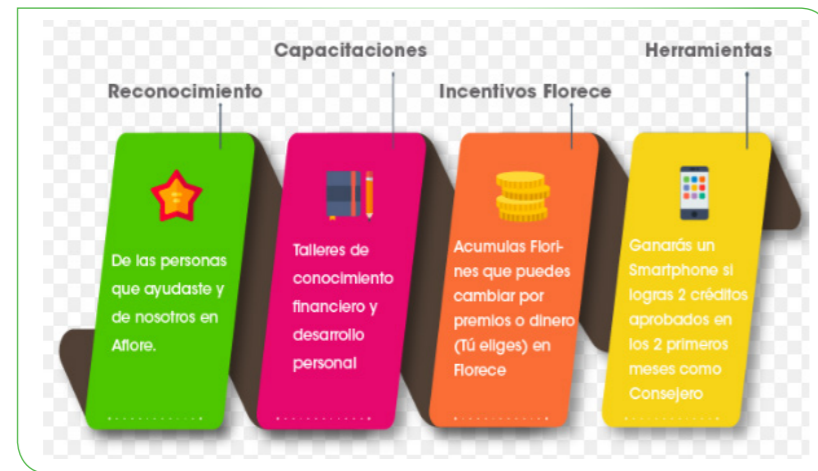 Capacitaciones
Herramientas
Reconocimiento
Incentivos Florece
De las personas
que ayudaste y
de nosotros en
Aflore.
Talleres de
conocimiento
financiero y
desarrollo
personal
Acumulas Flori-
nes que puedes
cambiar por
premios o dinero
(Tú eliges) en
Florece
Ganarás un
Smartphone si
logras 2 créditos
aprobados en
los 2 primeros
meses como
Consejero